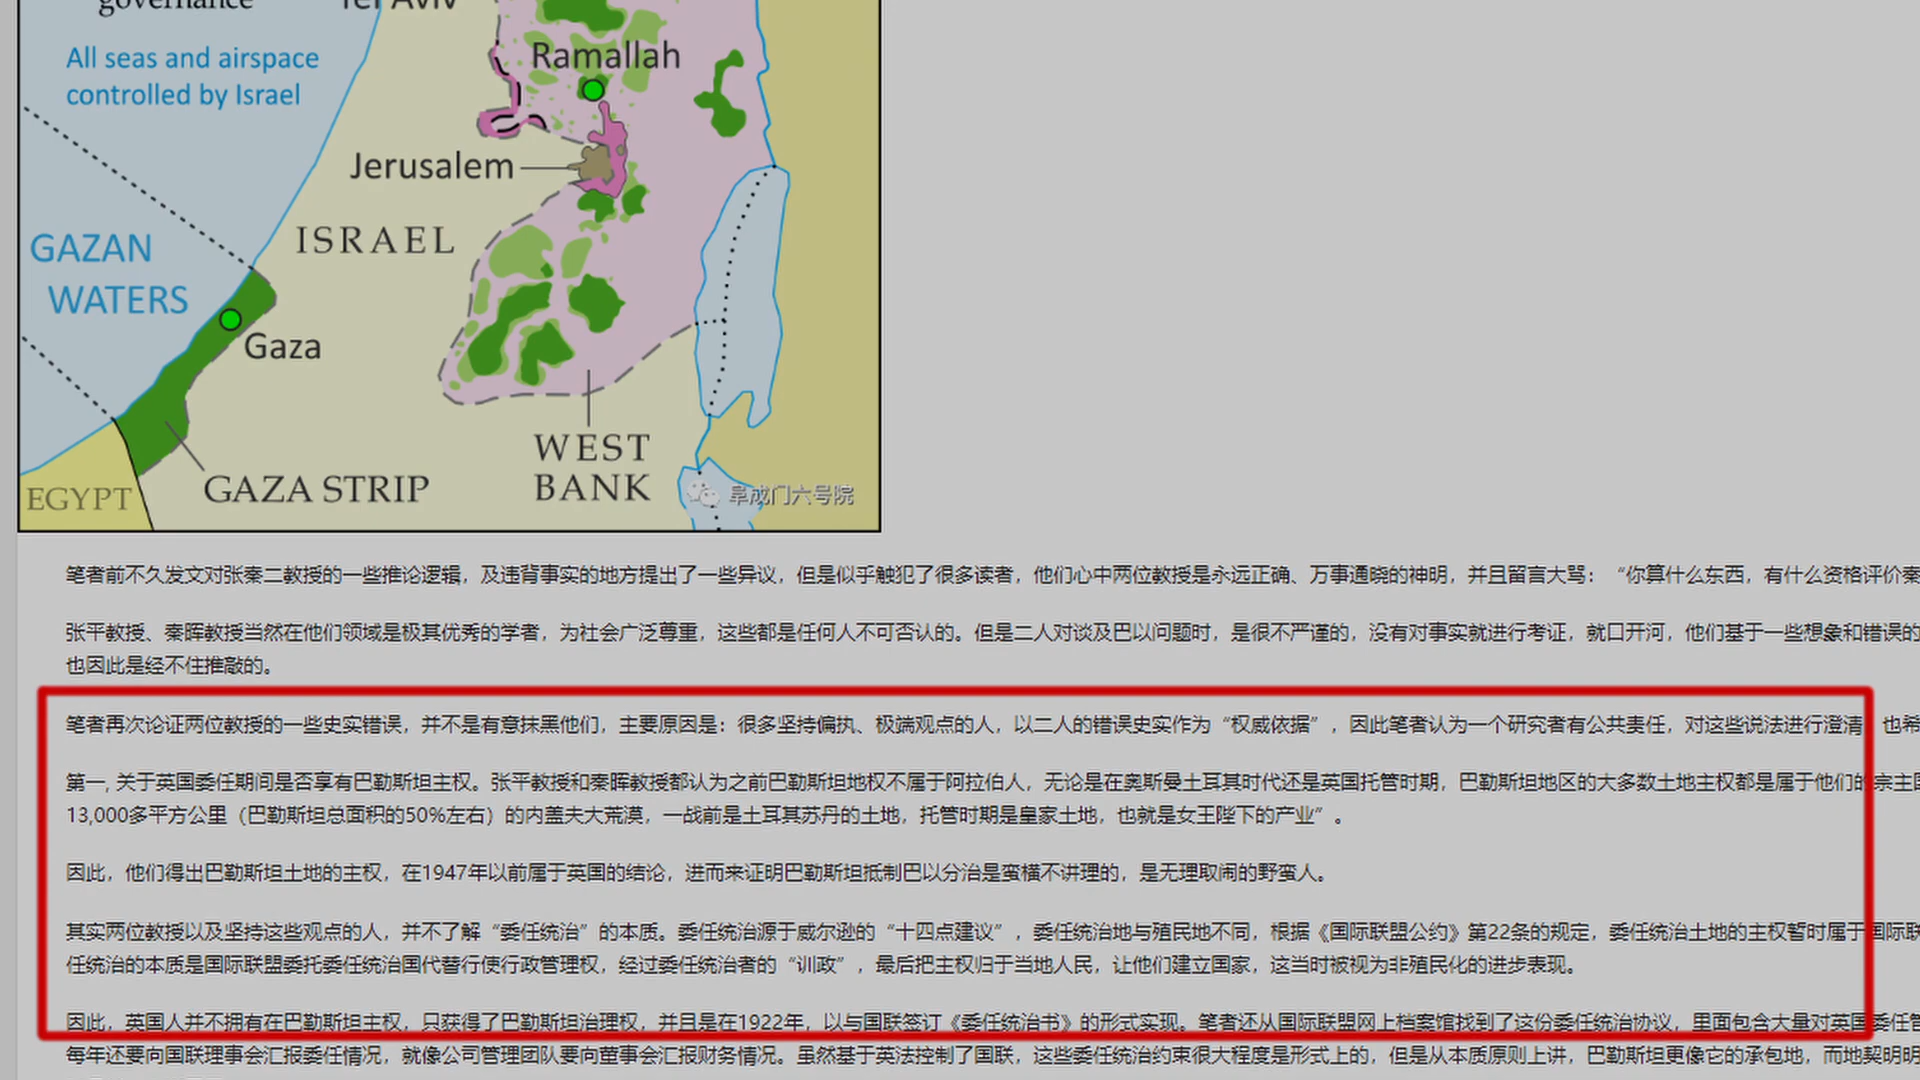 governance
Tel Aviv
All seas and airspace
controlled by Israel
Ramallah
Jerusalem
ISRAEL
GAZAN
WATERS
Gaza
WEST
BANK
GAZA STRIP
EGYPT
阜成门六号院
笔者前不久发文对张秦二教授的一些推论逻辑，及违背事实的地方提出了一些异议，但是似乎触犯了很多读者，他们心中两位教授是永远正确、万事通晓的神明，并且留言大骂：“你算什么东西，有什么资格评价秦
张平教授、秦晖教授当然在他们领域是极其优秀的学者，为社会广泛尊重，这些都是任何人不可否认的。但是二人对谈及巴以问题时，是很不严谨的，没有对事实就进行考证，就口开河，他们基于一些想象和错误的
也因此是经不住推敲的。
笔者再次论证两位教授的一些史实错误，并不是有意抹黑他们，主要原因是：很多坚持偏执、极端观点的人，以二人的错误史实作为“权威依据”，因此笔者认为一个研究者有公共责任，对这些说法进行澄清，也希
第一, 关于英国委任期间是否享有巴勒斯坦主权。张平教授和秦晖教授都认为之前巴勒斯坦地权不属于阿拉伯人，无论是在奥斯曼土耳其时代还是英国托管时期，巴勒斯坦地区的大多数土地主权都是属于他们的宗主国
13,000多平方公里（巴勒斯坦总面积的50%左右）的内盖夫大荒漠，一战前是土耳其苏丹的土地，托管时期是皇家土地，也就是女王陛下的产业”。
因此，他们得出巴勒斯坦土地的主权，在1947年以前属于英国的结论，进而来证明巴勒斯坦抵制巴以分治是蛮横不讲理的，是无理取闹的野蛮人。
其实两位教授以及坚持这些观点的人，并不了解“委任统治”的本质。委任统治源于威尔逊的“十四点建议”，委任统治地与殖民地不同，根据《国际联盟公约》第22条的规定，委任统治土地的主权暂时属于国际联
任统治的本质是国际联盟委托委任统治国代替行使行政管理权，经过委任统治者的“训政”，最后把主权归于当地人民，让他们建立国家，这当时被视为非殖民化的进步表现。
因此，英国人并不拥有在巴勒斯坦主权，只获得了巴勒斯坦治理权，并且是在1922年，以与国联签订《委任统治书》的形式实现。笔者还从国际联盟网上档案馆找到了这份委任统治协议，里面包含大量对英国委任管
每年还要向国联理事会汇报委任情况，就像公司管理团队要向董事会汇报财务情况。虽然基于英法控制了国联，这些委任统治约束很大程度是形式上的，但是从本质原则上讲，巴勒斯坦更像它的承包地，而地契明明